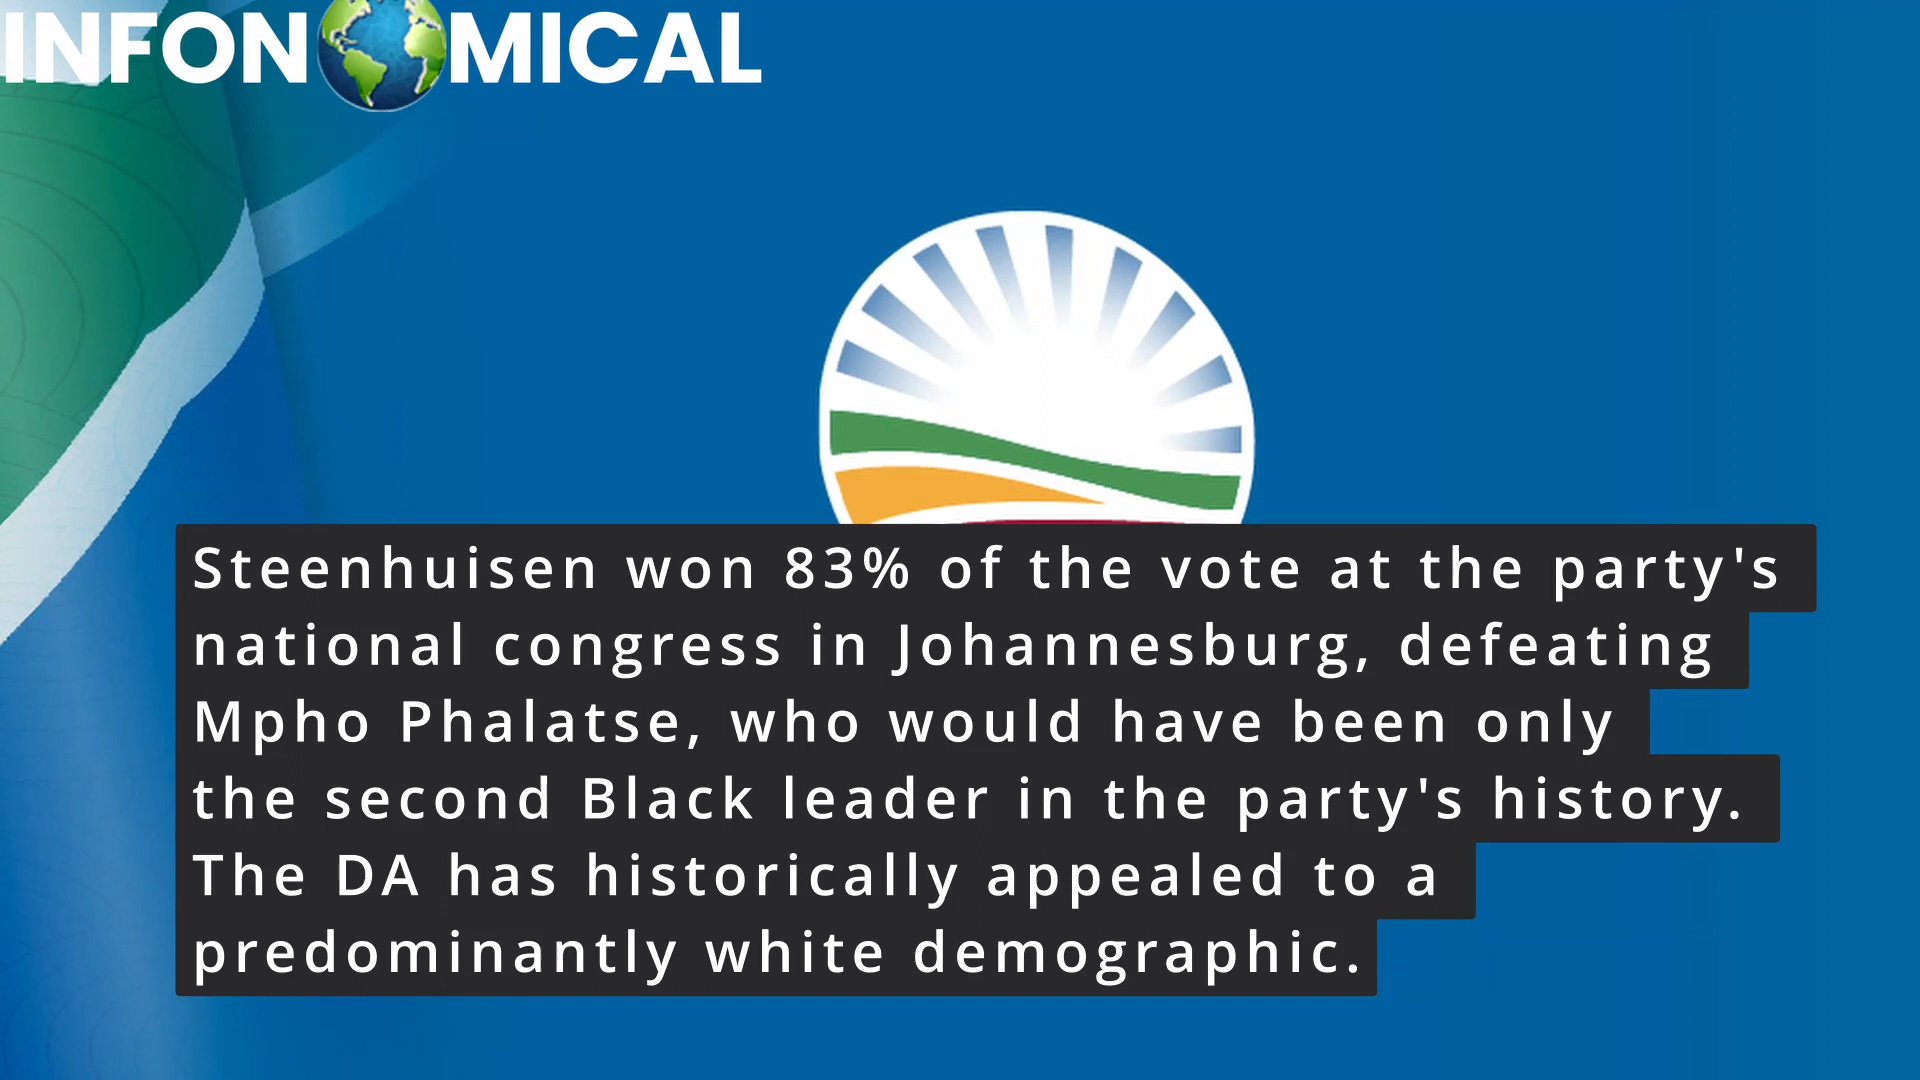 INFONOMICAL
Steenhuisen won 83% of the vote at the party's
national congress in Johannesburg, defeating
Mpho Phalatse, who would have been only
the second Black leader in the party's history.
The DA has historically appealed to a
predominantly white demographic.